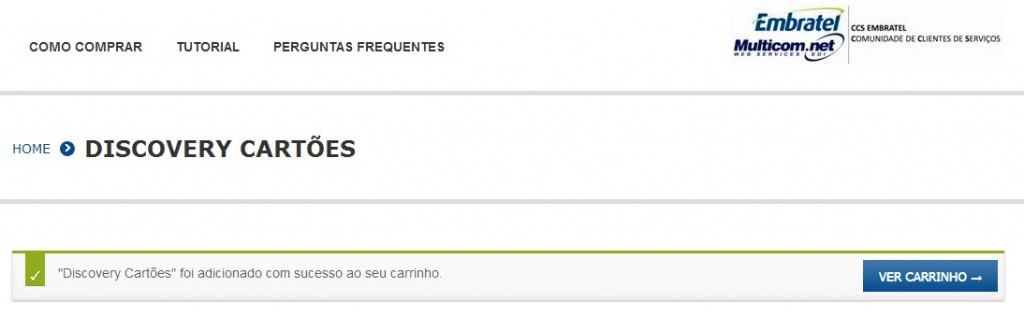 COMO COMPRAR TUTORIAL PERGUNTAS FREQUENTES
Embratel
Multicom.net
WEB SERVICES EDI
CCS EMBRATEL
COMUNIDADE DE CLIENTES DE SERVIÇOS
HOME DISCOVERY CARTÕES
"Discovery Cartões" foi adicionado com sucesso ao seu carrinho.
VER CARRINHO →